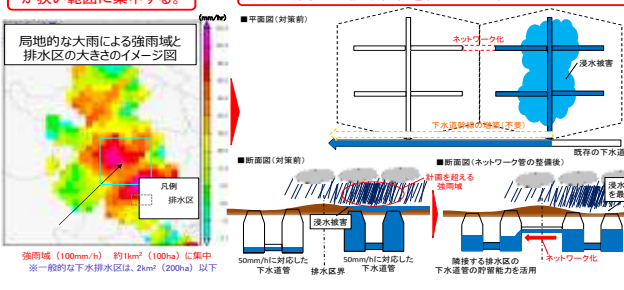 が狭い範囲に集中する。
局地的な大雨による強雨域と
排水区の大きさのイメージ図
(mm/hr)
凡例
排水区
強雨域（100mm/h） 約1km²（100ha）に集中
※一般的な下水排水区は、2km²（200ha）以下
■平面図(対策前)
ネットワーク化
浸水被害
下水道幹線の増築(不要)
既存の下水道
■断面図(対策前)
計画を超える
強雨域
浸水被害
50mm/hに対応した
下水道管
排水区界
50mm/hに対応した
下水道管
■断面図(ネットワーク管の整備後)
浸水
を最
隣接する排水区の
下水道管の貯留能力を活用
ネットワーク化